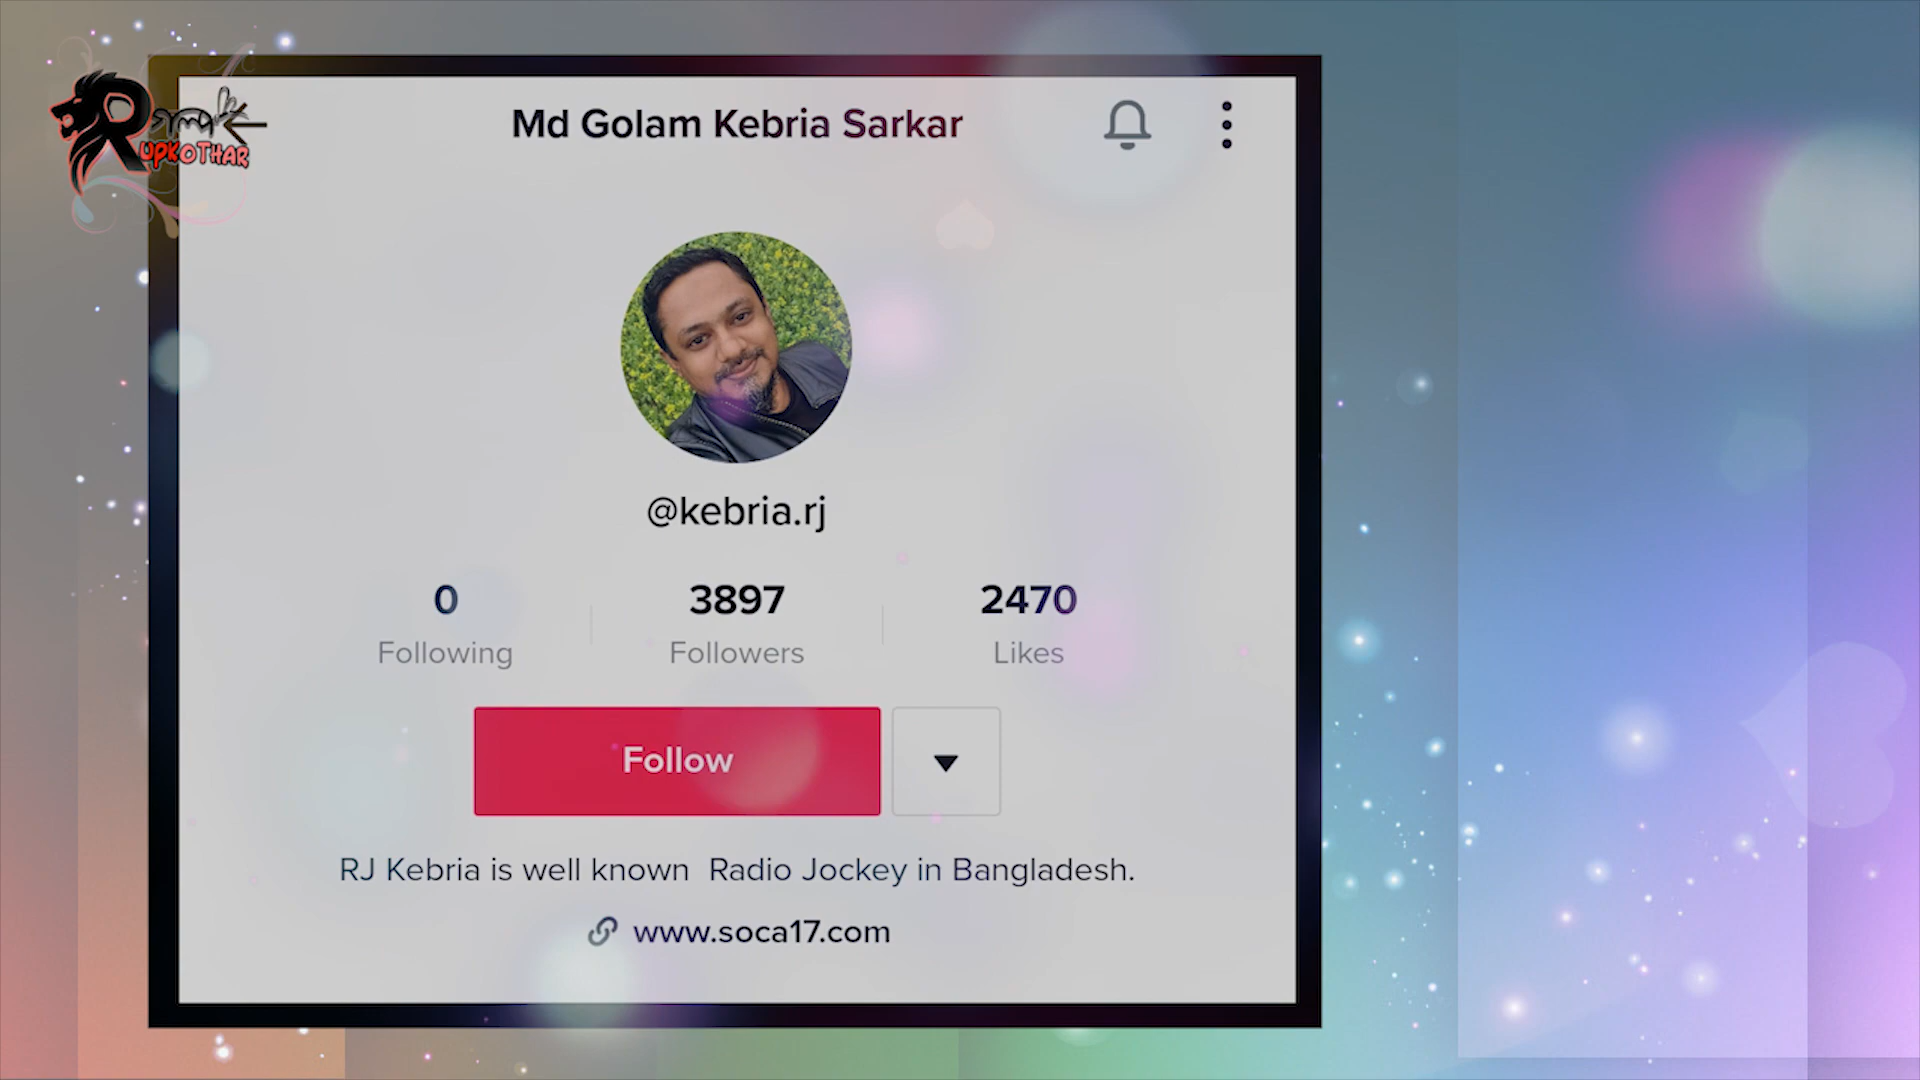 RUPKOTHAR
Md Golam Kebria Sarkar
@kebria.rj
0
Following
3897
Followers
2470
Likes
Follow
RJ Kebria is well known  Radio Jockey in Bangladesh.
www.soca17.com